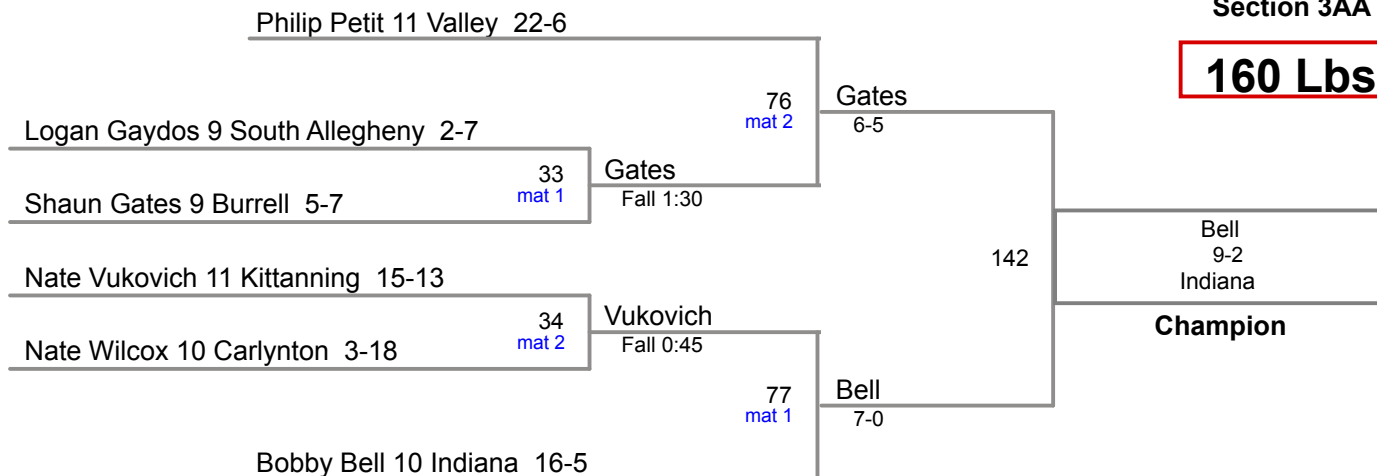 Section 3AA
Philip Petit 11 Valley 22-6
160 Lbs
76
mat 2
Gates
6-5
Logan Gaydos 9 South Allegheny 2-7
33
mat 1
Gates
Fall 1:30
Shaun Gates 9 Burrell 5-7
142
Bell
9-2
Indiana
Champion
Nate Vukovich 11 Kittanning 15-13
34
mat 2
Vukovich
Fall 0:45
Nate Wilcox 10 Carlynton 3-18
77
mat 1
Bell
7-0
Bobby Bell 10 Indiana 16-5